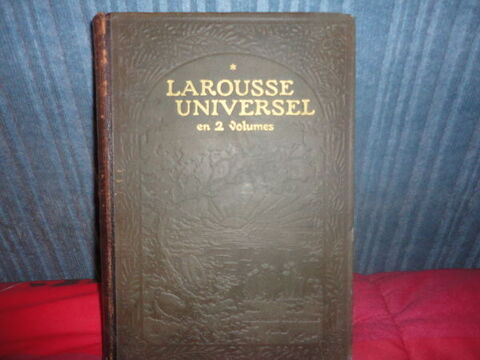 *
LAROUSSE
UNIVERSEL
en 2 Volumes